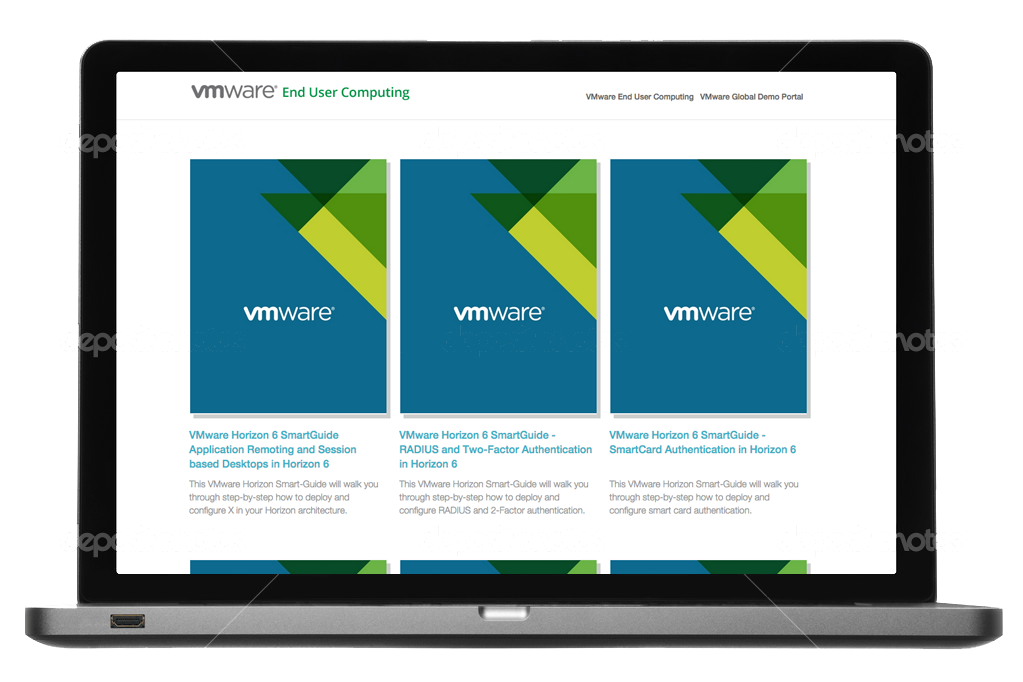 vmware® End User Computing
VMware End User Computing VMware Global Demo Portal
vmware®
vmware®
vmware®
VMware Horizon 6 SmartGuide
Application Remoting and Session
based Desktops in Horizon 6
This VMware Horizon Smart-Guide will walk you
through step-by-step how to deploy and
configure X in your Horizon architecture.
VMware Horizon 6 SmartGuide -
RADIUS and Two-Factor Authentication
in Horizon 6
This VMware Horizon Smart-Guide will walk you
through step-by-step how to deploy and
configure RADIUS and 2-Factor authentication.
VMware Horizon 6 SmartGuide -
SmartCard Authentication in Horizon 6
This VMware Horizon Smart-Guide will walk you
through step-by-step how to deploy and
configure smart card authentication.